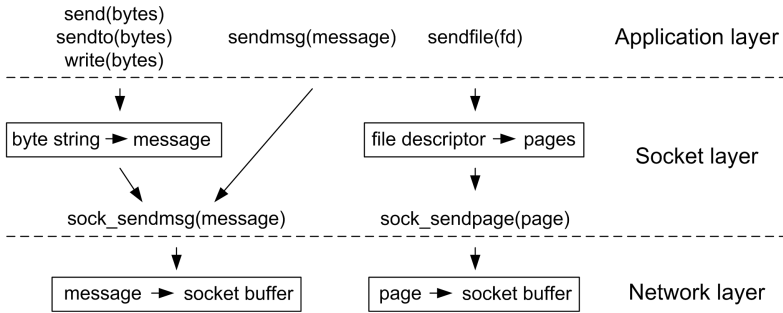 send(bytes)
sendto(bytes)
write(bytes)
sendmsg(message)
sendfile(fd)
Application layer
byte string message
file descriptor pages
Socket layer
sock_sendmsg(message)
sock_sendpage(page)
message socket buffer
page socket buffer
Network layer